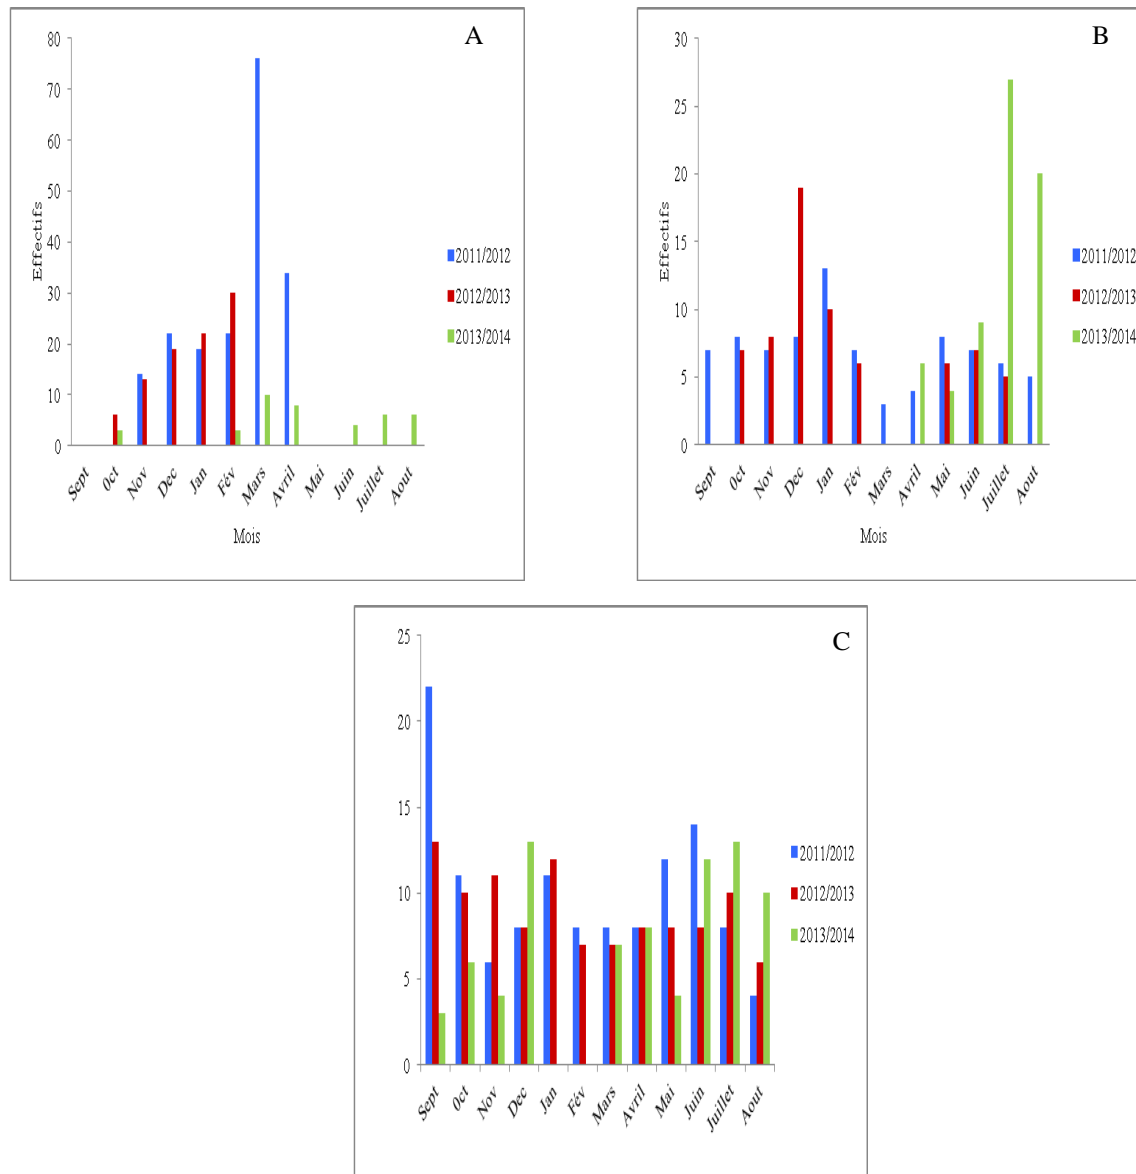 A
80
70
60
50
40
30
20
10
0
Effectifs
Sept
0ct
Nov
Dec
Jan
Fév
Mars
Avril
Mai
Juin
Juillet
Aout
Mois
2011/2012
2012/2013
2013/2014
B
30
25
20
15
10
5
0
Effectifs
Sept
0ct
Nov
Dec
Jan
Fév
Mars
Avril
Mai
Juin
Juillet
Aout
Mois
2011/2012
2012/2013
2013/2014
C
25
20
15
10
5
0
Sept
0ct
Nov
Dec
Jan
Fév
Mars
Avril
Mai
Juin
Juillet
Aout
2011/2012
2012/2013
2013/2014